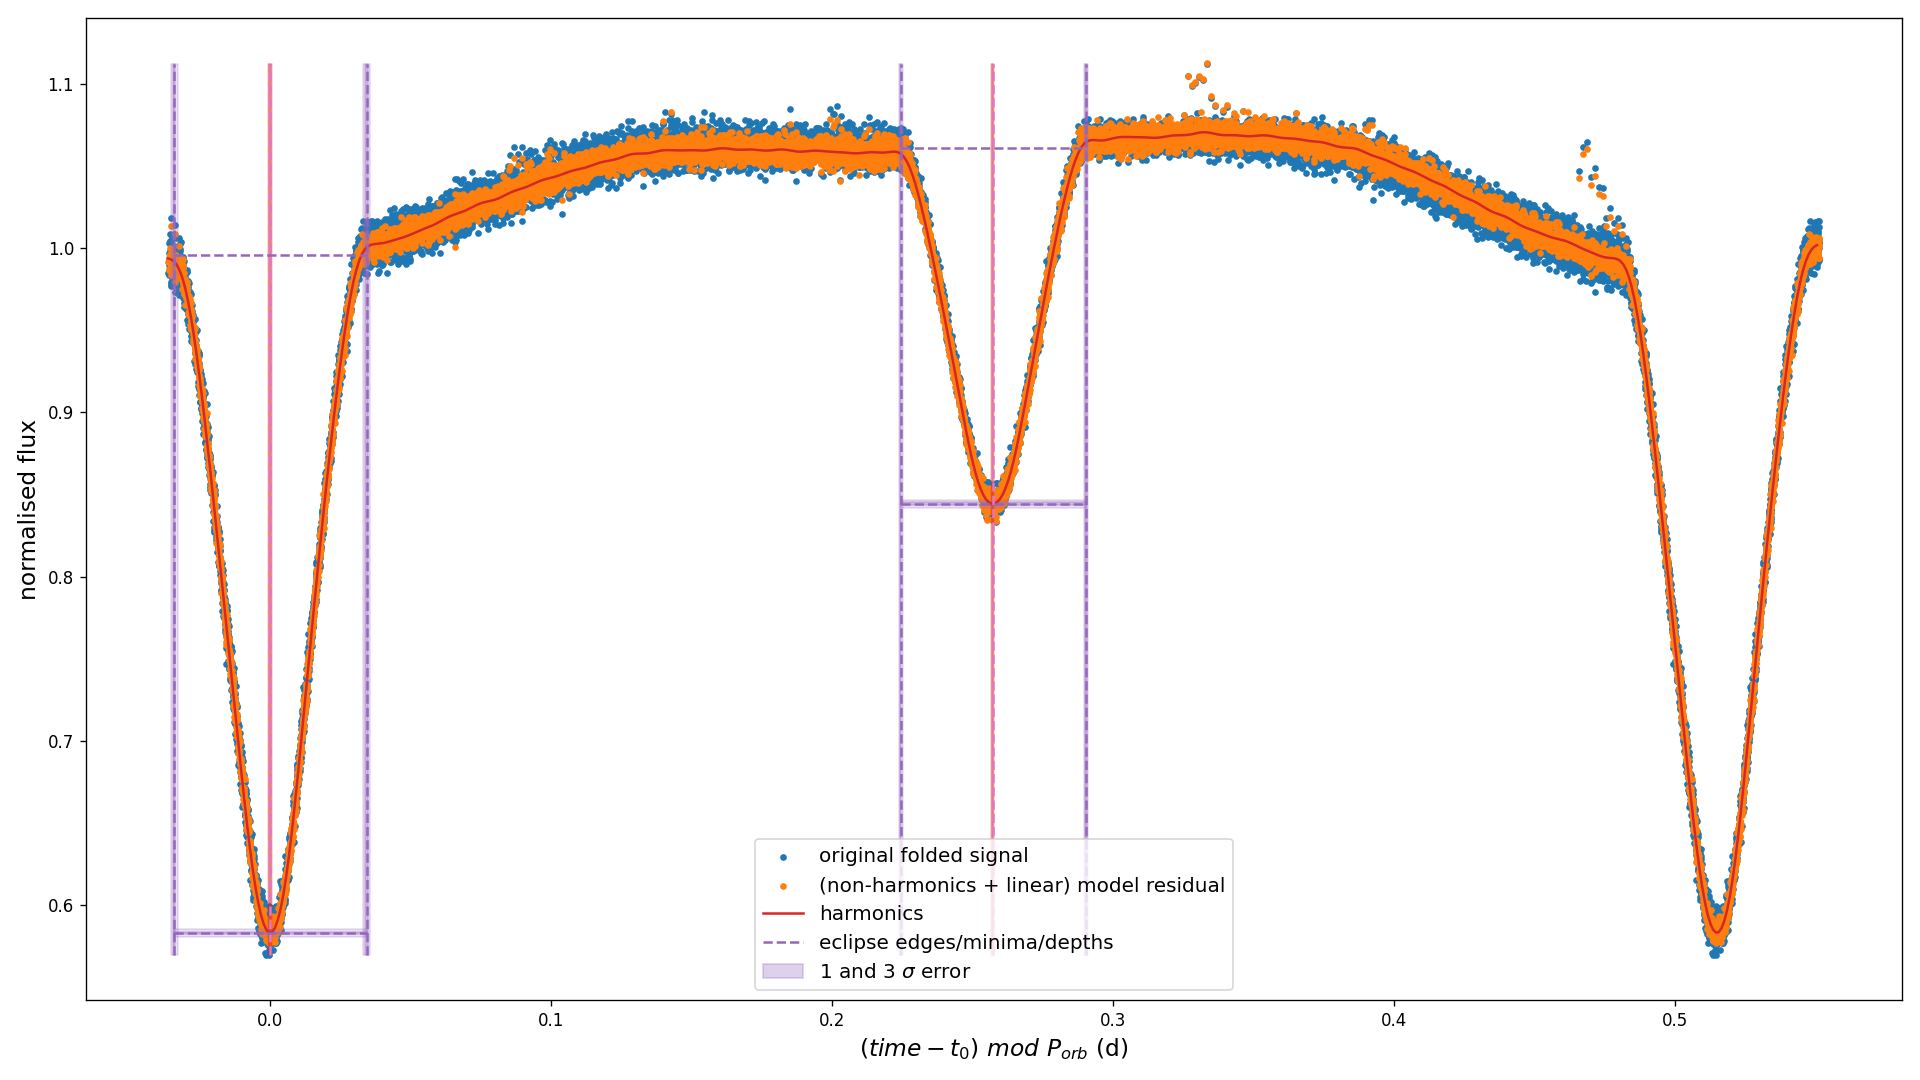 1.1
1.0
0.9
0.8
0.7
0.6
normalised flux
original folded signal
(non-harmonics + linear) model residual
harmonics
eclipse edges/minima/depths
1 and 3 σ error
0.0 0.1 0.2 0.3 0.4 0.5
(time − t₀) mod P_orb (d)